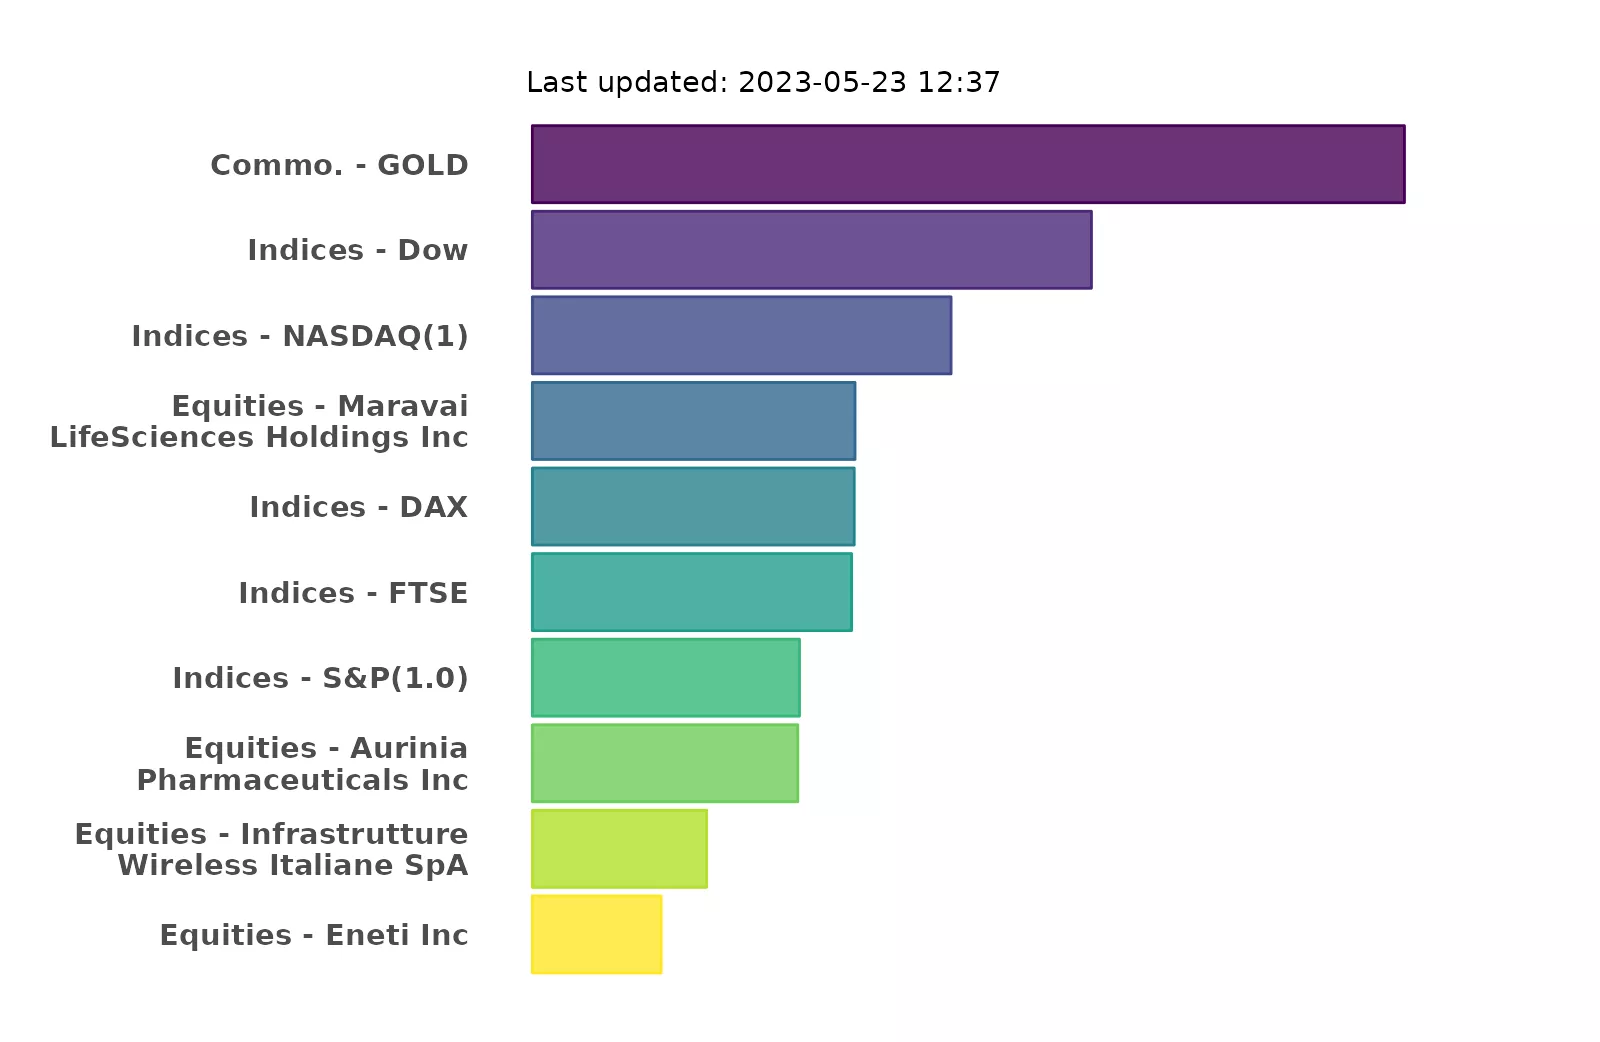 Last updated: 2023-05-23 12:37
Commo. - GOLD
Indices - Dow
Indices - NASDAQ(1)
Equities - Maravai
LifeSciences Holdings Inc
Indices - DAX
Indices - FTSE
Indices - S&P(1.0)
Equities - Aurinia
Pharmaceuticals Inc
Equities - Infrastrutture
Wireless Italiane SpA
Equities - Eneti Inc